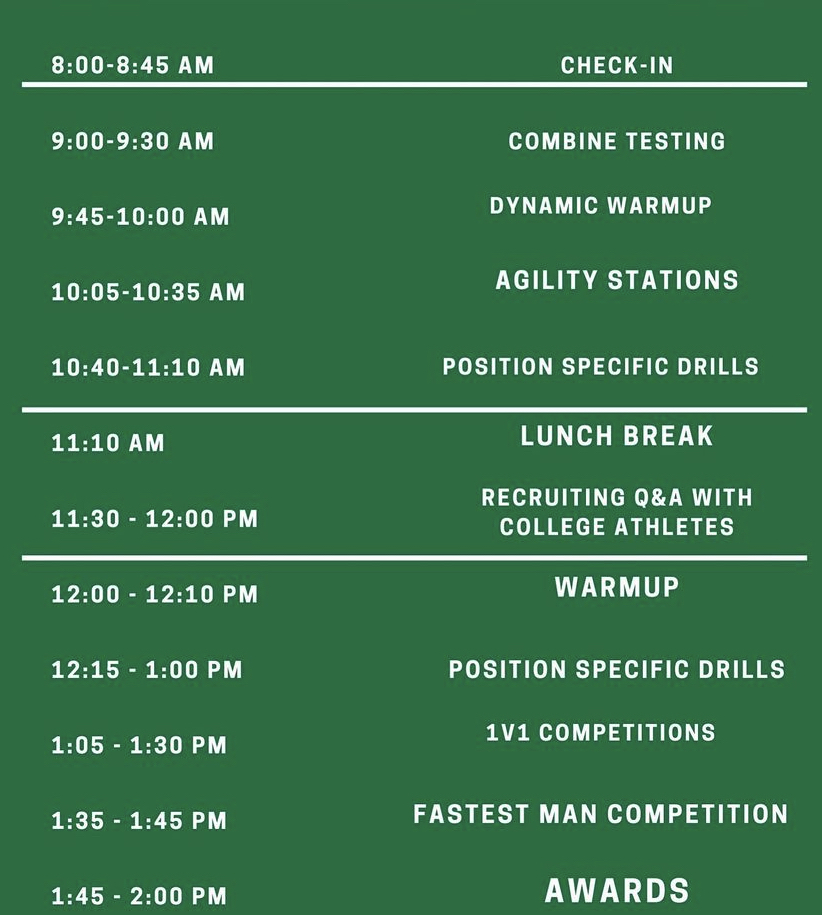 8:00-8:45 AM CHECK-IN
9:00-9:30 AM COMBINE TESTING
9:45-10:00 AM DYNAMIC WARMUP
10:05-10:35 AM AGILITY STATIONS
10:40-11:10 AM POSITION SPECIFIC DRILLS
11:10 AM LUNCH BREAK
11:30 - 12:00 PM RECRUITING Q&A WITH
COLLEGE ATHLETES
12:00 - 12:10 PM WARMUP
12:15 - 1:00 PM POSITION SPECIFIC DRILLS
1:05 - 1:30 PM 1V1 COMPETITIONS
1:35 - 1:45 PM FASTEST MAN COMPETITION
1:45 - 2:00 PM AWARDS